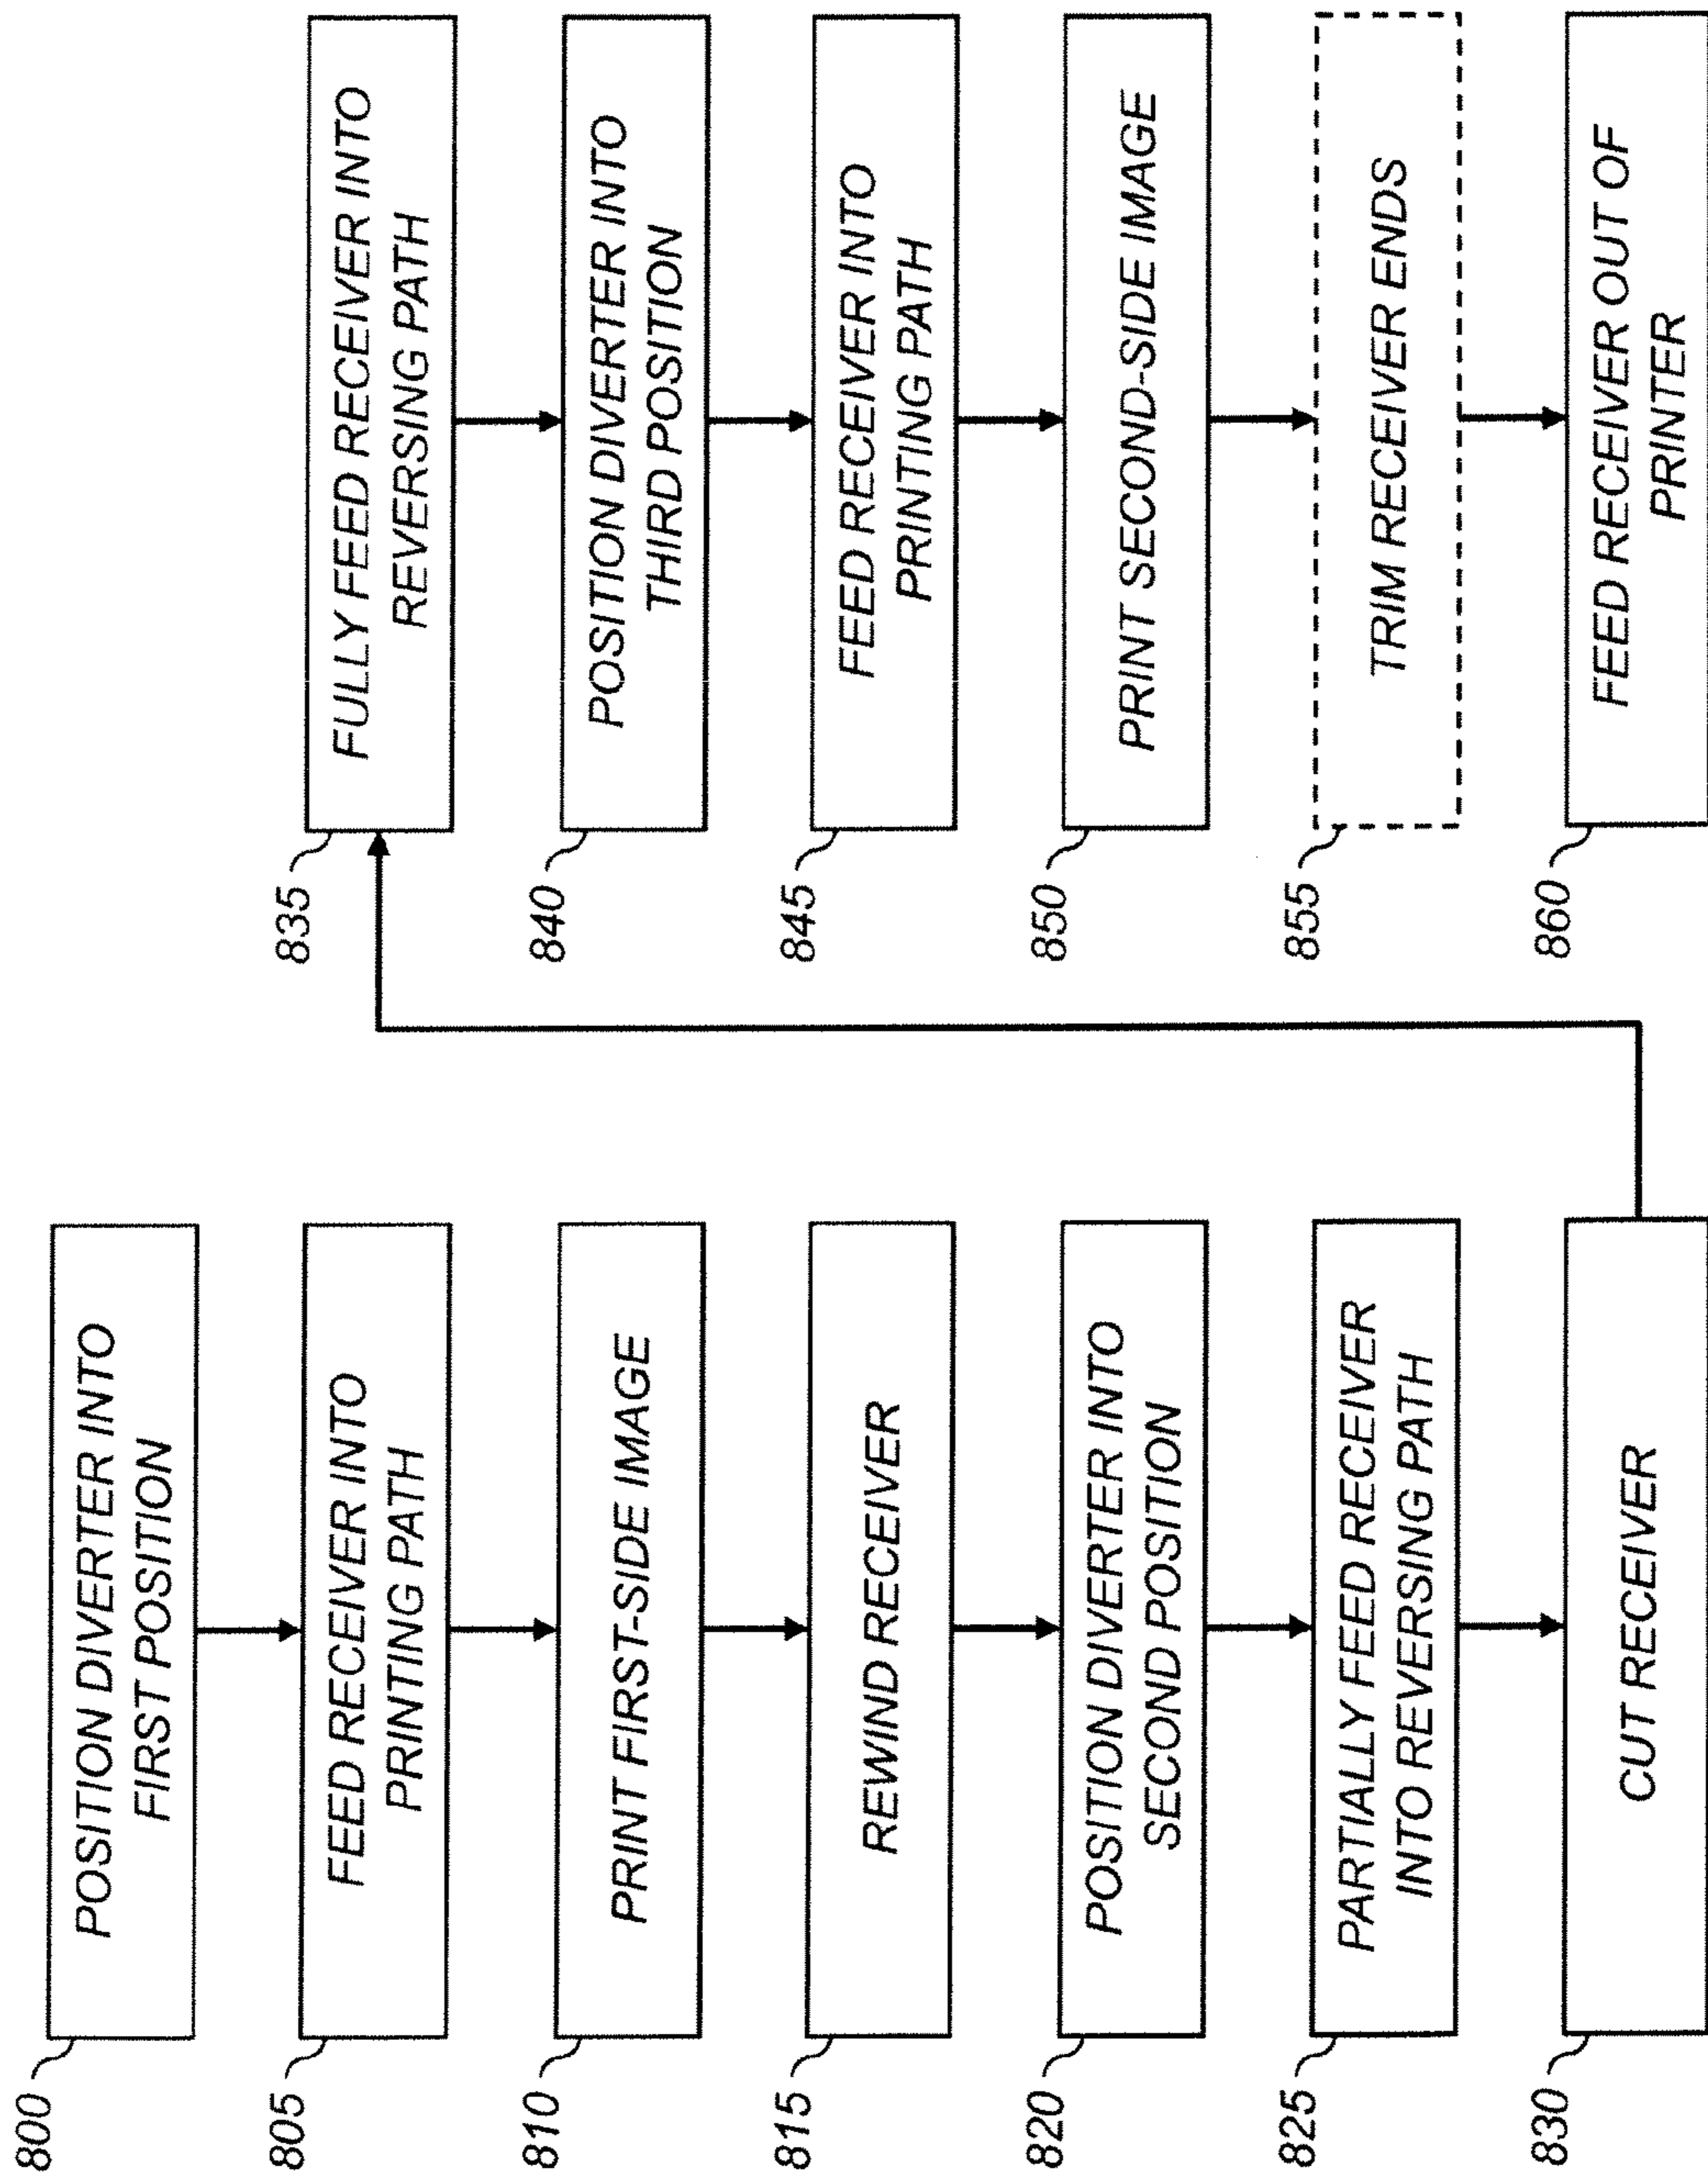 800
POSITION DIVERTER INTO
FIRST POSITION
805
FEED RECEIVER INTO
PRINTING PATH
810
PRINT FIRST-SIDE IMAGE
815
REWIND RECEIVER
820
POSITION DIVERTER INTO
SECOND POSITION
825
PARTIALLY FEED RECEIVER
INTO REVERSING PATH
830
CUT RECEIVER
835
FULLY FEED RECEIVER INTO
REVERSING PATH
840
POSITION DIVERTER INTO
THIRD POSITION
845
FEED RECEIVER INTO
PRINTING PATH
850
PRINT SECOND-SIDE IMAGE
855
TRIM RECEIVER ENDS
860
FEED RECEIVER OUT OF
PRINTER